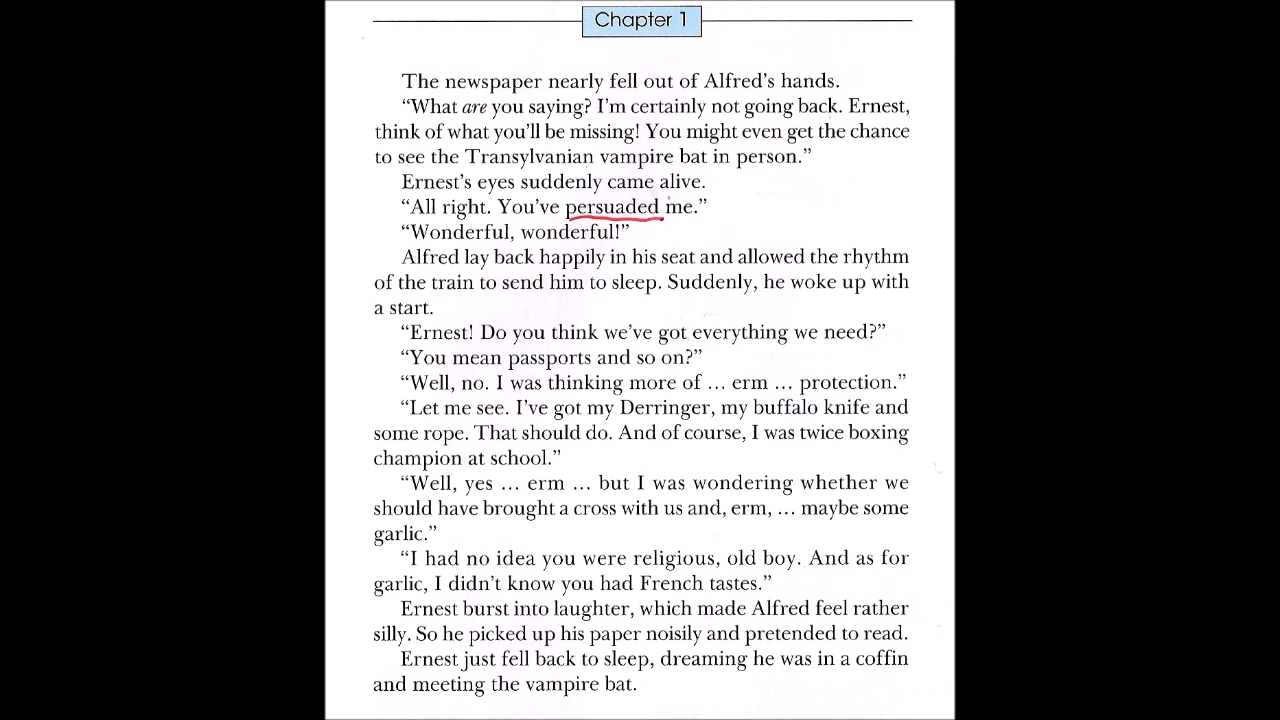 Chapter 1
The newspaper nearly fell out of Alfred's hands.
“What are you saying? I'm certainly not going back. Ernest,
think of what you'll be missing! You might even get the chance
to see the Transylvanian vampire bat in person.”
Ernest's eyes suddenly came alive.
“All right. You've persuaded me.”
“Wonderful, wonderful!”
Alfred lay back happily in his seat and allowed the rhythm
of the train to send him to sleep. Suddenly, he woke up with
a start.
“Ernest! Do you think we've got everything we need?”
“You mean passports and so on?”
“Well, no. I was thinking more of ... erm ... protection.”
“Let me see. I've got my Derringer, my buffalo knife and
some rope. That should do. And of course, I was twice boxing
champion at school.”
“Well, yes ... erm ... but I was wondering whether we
should have brought a cross with us and, erm, ... maybe some
garlic.”
“I had no idea you were religious, old boy. And as for
garlic, I didn't know you had French tastes.”
Ernest burst into laughter, which made Alfred feel rather
silly. So he picked up his paper noisily and pretended to read.
Ernest just fell back to sleep, dreaming he was in a coffin
and meeting the vampire bat.